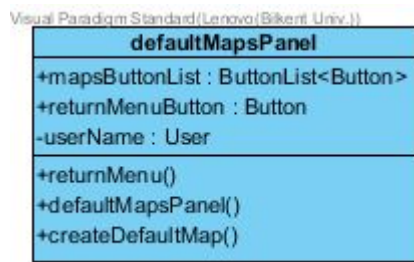 Visual Paradigm Standard(Lenovo(Bilkent Univ.))
defaultMapsPanel
+mapsButtonList : ButtonList<Button>
+returnMenuButton : Button
-userName : User
+returnMenu()
+defaultMapsPanel()
+createDefaultMap()